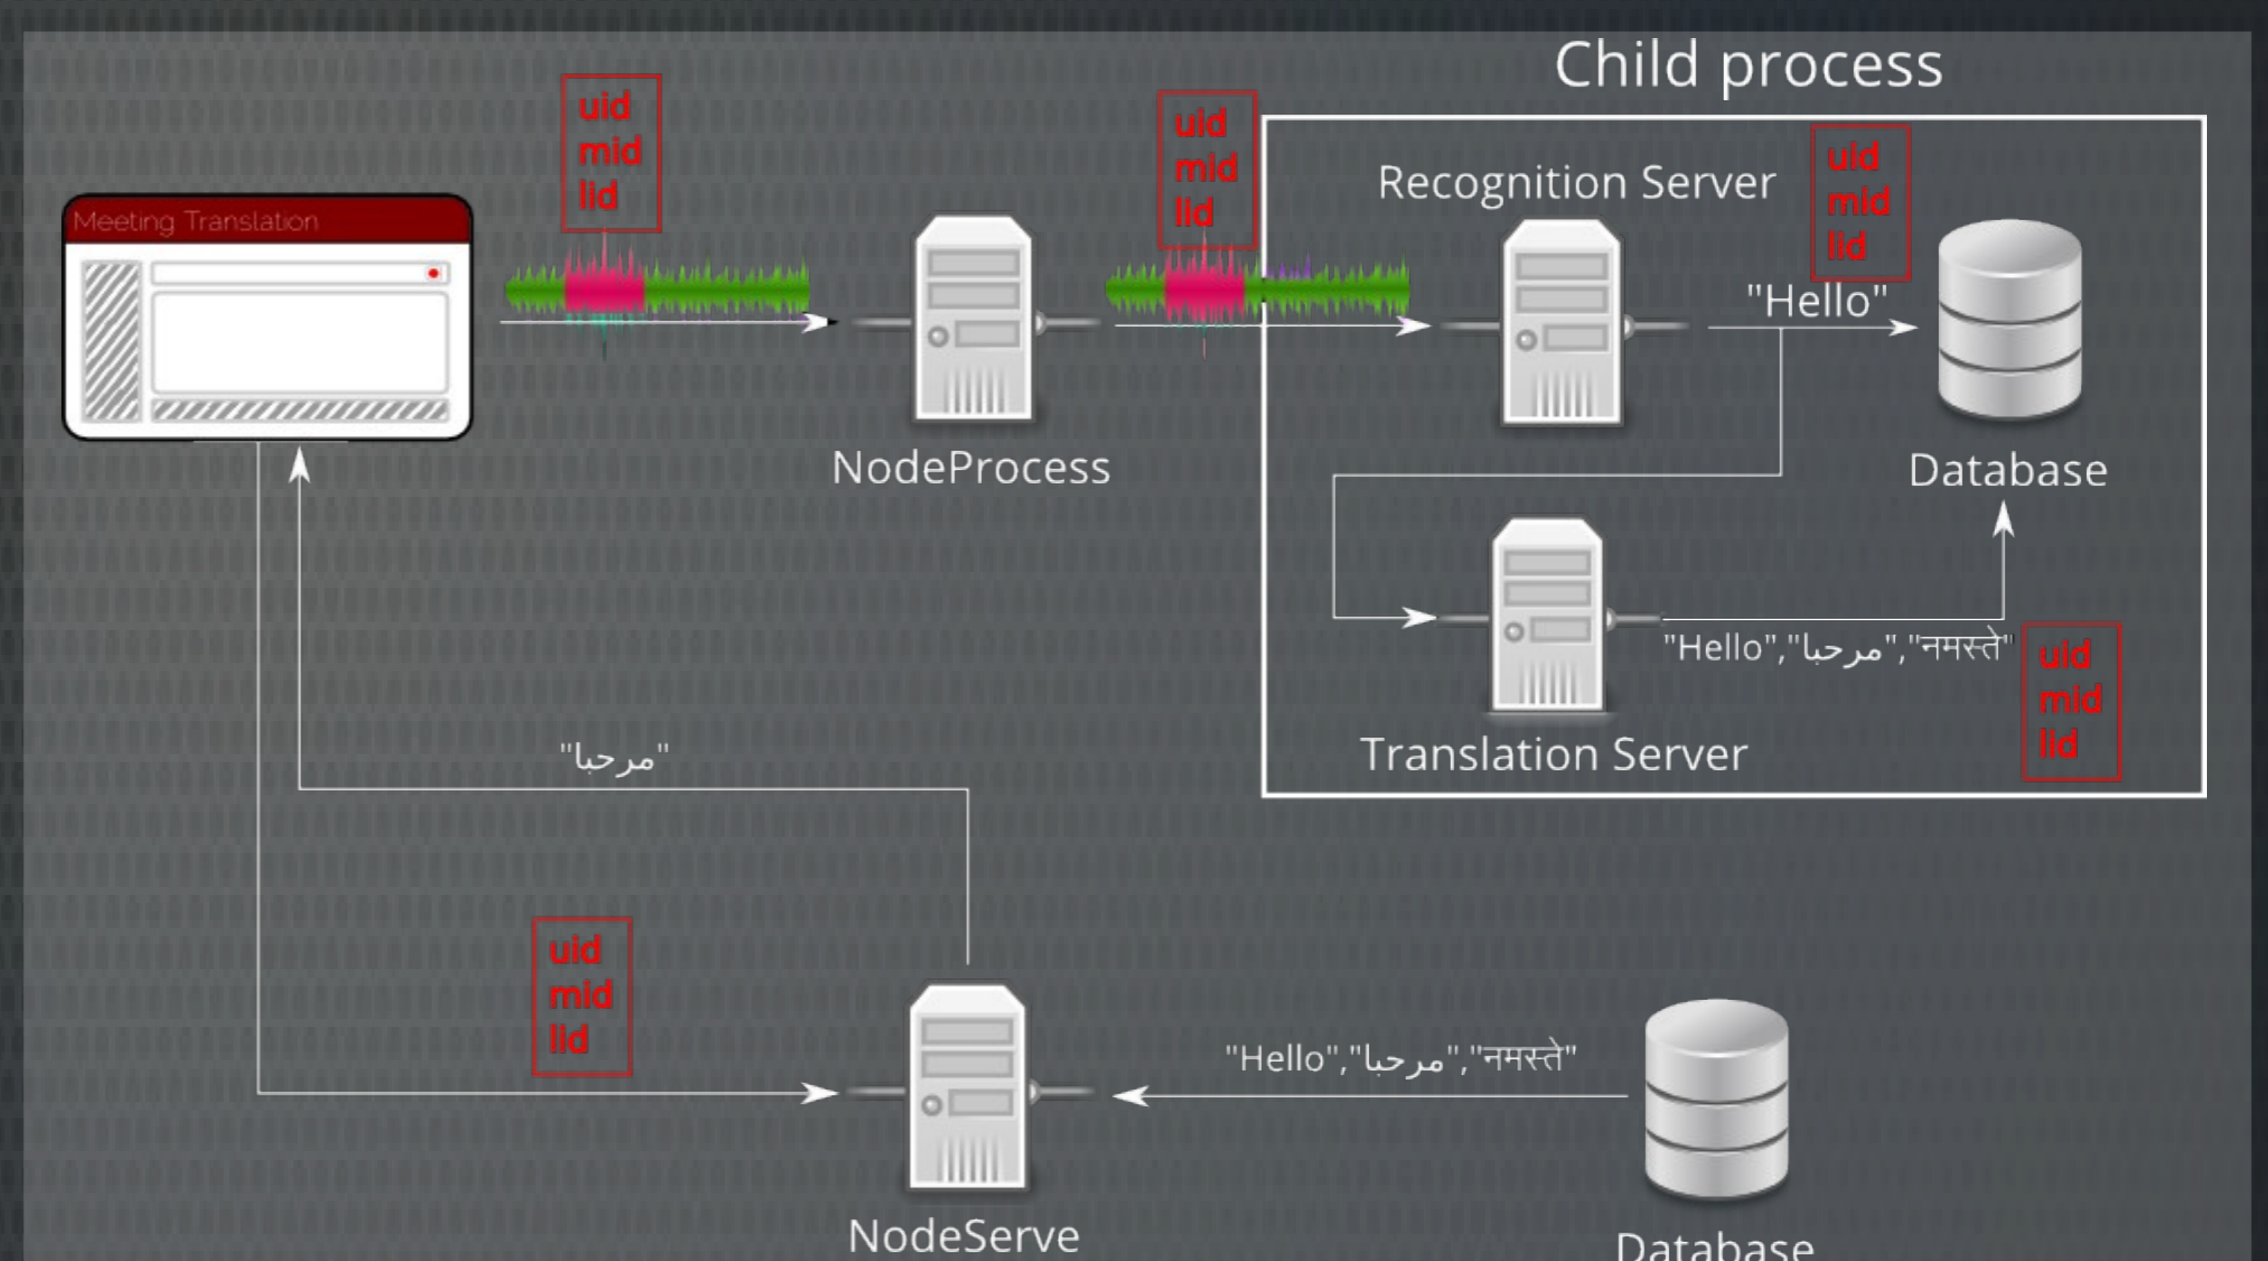 Child process
uid
mid
lid
uid
mid
lid
uid
mid
lid
Recognition Server
Meeting Translation
"Hello"
NodeProcess
Database
"Hello","مرحبا","नमस्ते"
uid
mid
lid
Translation Server
"مرحبا"
uid
mid
lid
"Hello","مرحبا","नमस्ते"
NodeServe
Database